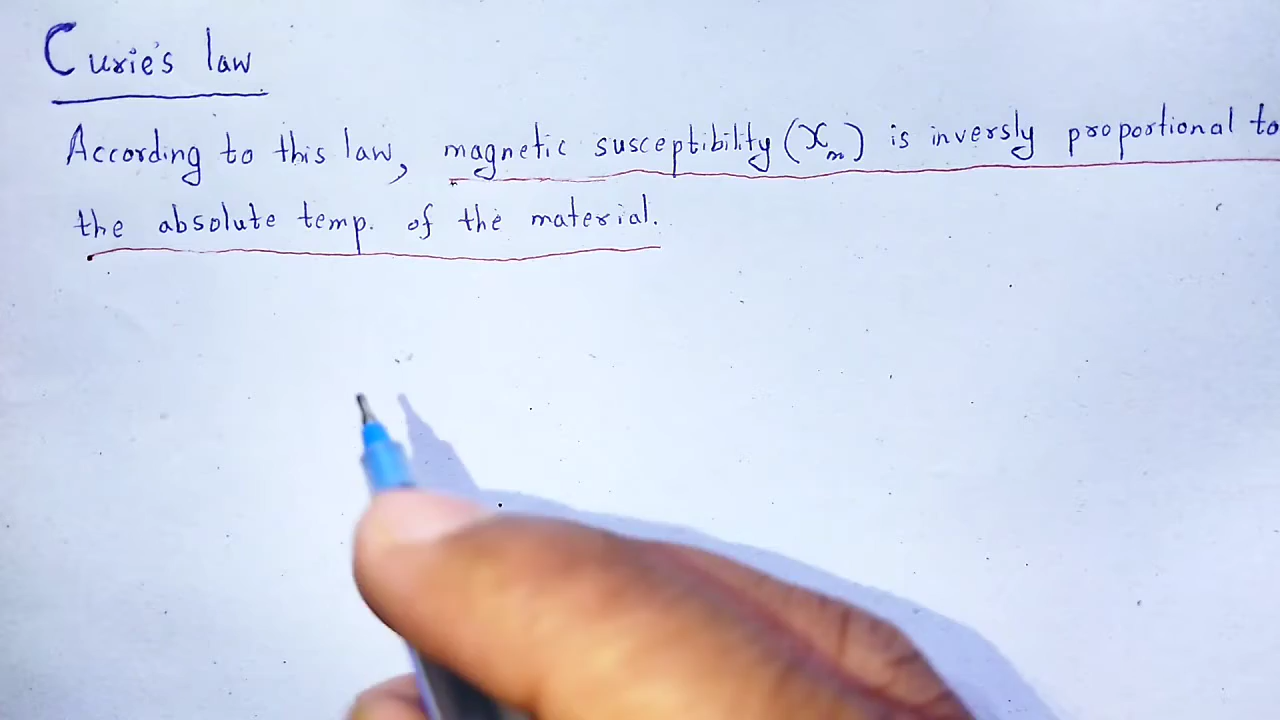 Curie's law
According to this law, magnetic susceptibility (χm) is inversly proportional to
the absolute temp. of the material.